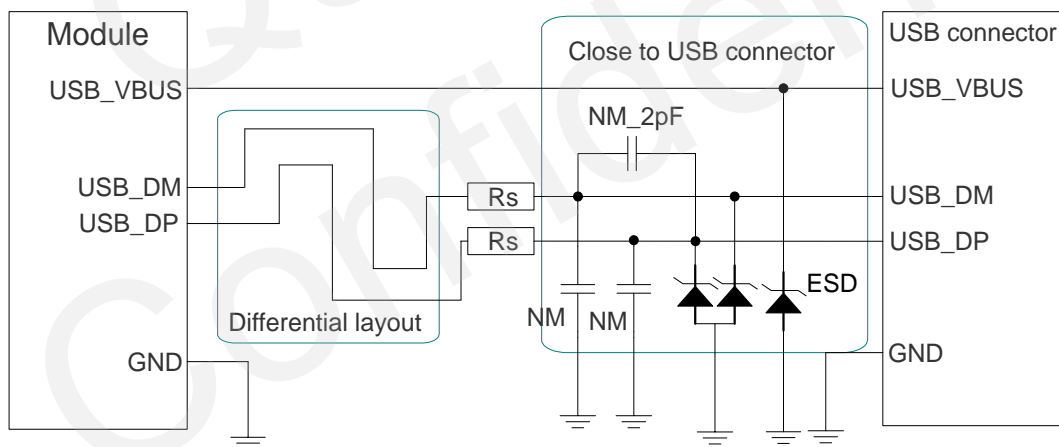 Module
USB connector
Close to USB connector
USB_VBUS
USB_VBUS
NM_2pF
USB_DM
Rs
USB_DM
USB_DP
Rs
USB_DP
ESD
NM
NM
Differential layout
GND
GND
Confiden